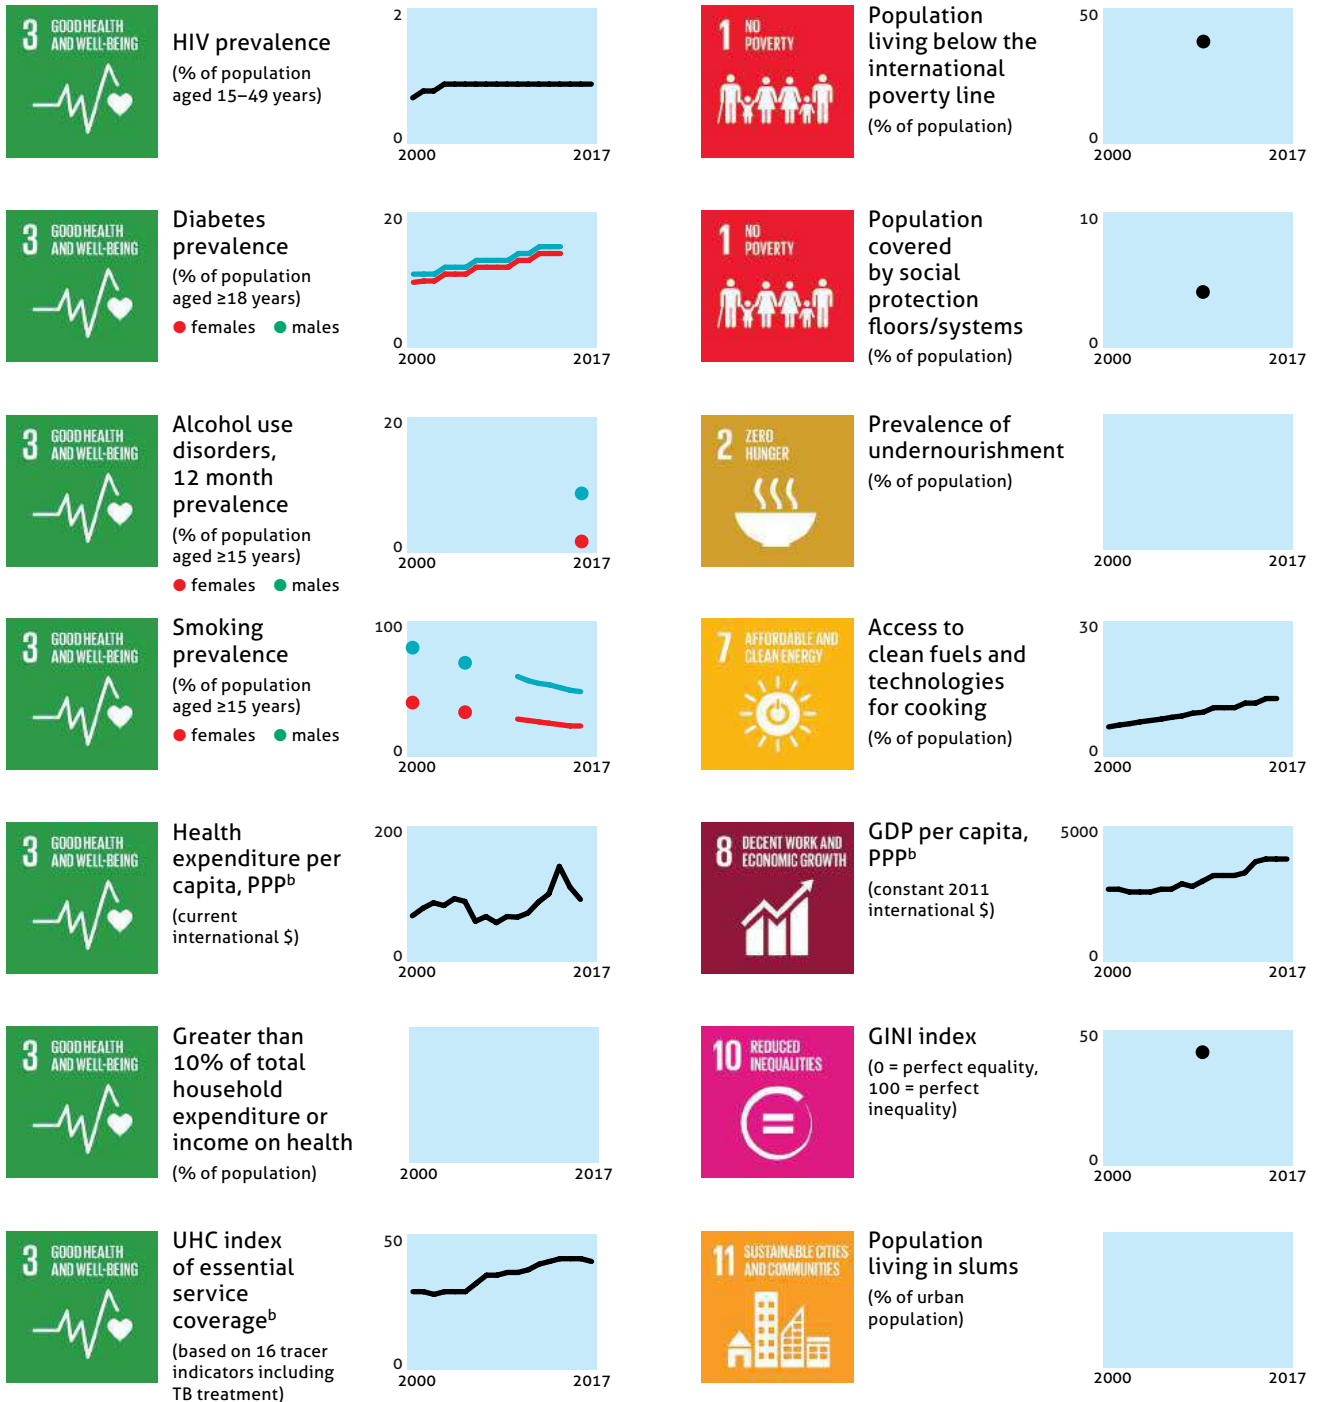 3 GOOD HEALTH
AND WELL-BEING
HIV prevalence
(% of population
aged 15–49 years)
2
0
2000 2017
3 GOOD HEALTH
AND WELL-BEING
Diabetes
prevalence
(% of population
aged ≥18 years)
females males
20
0
2000 2017
3 GOOD HEALTH
AND WELL-BEING
Alcohol use
disorders,
12 month
prevalence
(% of population
aged ≥15 years)
females males
20
0
2000 2017
3 GOOD HEALTH
AND WELL-BEING
Smoking
prevalence
(% of population
aged ≥15 years)
females males
100
0
2000 2017
3 GOOD HEALTH
AND WELL-BEING
Health
expenditure per
capita, PPPᵇ
(current
international $)
200
0
2000 2017
3 GOOD HEALTH
AND WELL-BEING
Greater than
10% of total
household
expenditure or
income on health
(% of population)
2000 2017
3 GOOD HEALTH
AND WELL-BEING
UHC index
of essential
service
coverageᵇ
(based on 16 tracer
indicators including
TB treatment)
50
0
2000 2017
1 NO
POVERTY
Population
living below the
international
poverty line
(% of population)
50
0
2000 2017
1 NO
POVERTY
Population
covered
by social
protection
floors/systems
(% of population)
10
0
2000 2017
2 ZERO
HUNGER
Prevalence of
undernourishment
(% of population)
2000 2017
7 AFFORDABLE AND
CLEAN ENERGY
Access to
clean fuels and
technologies
for cooking
(% of population)
30
0
2000 2017
8 DECENT WORK AND
ECONOMIC GROWTH
GDP per capita,
PPPᵇ
(constant 2011
international $)
5000
0
2000 2017
10 REDUCED
INEQUALITIES
GINI index
(0 = perfect equality,
100 = perfect
inequality)
50
0
2000 2017
11 SUSTAINABLE CITIES
AND COMMUNITIES
Population
living in slums
(% of urban
population)
2000 2017